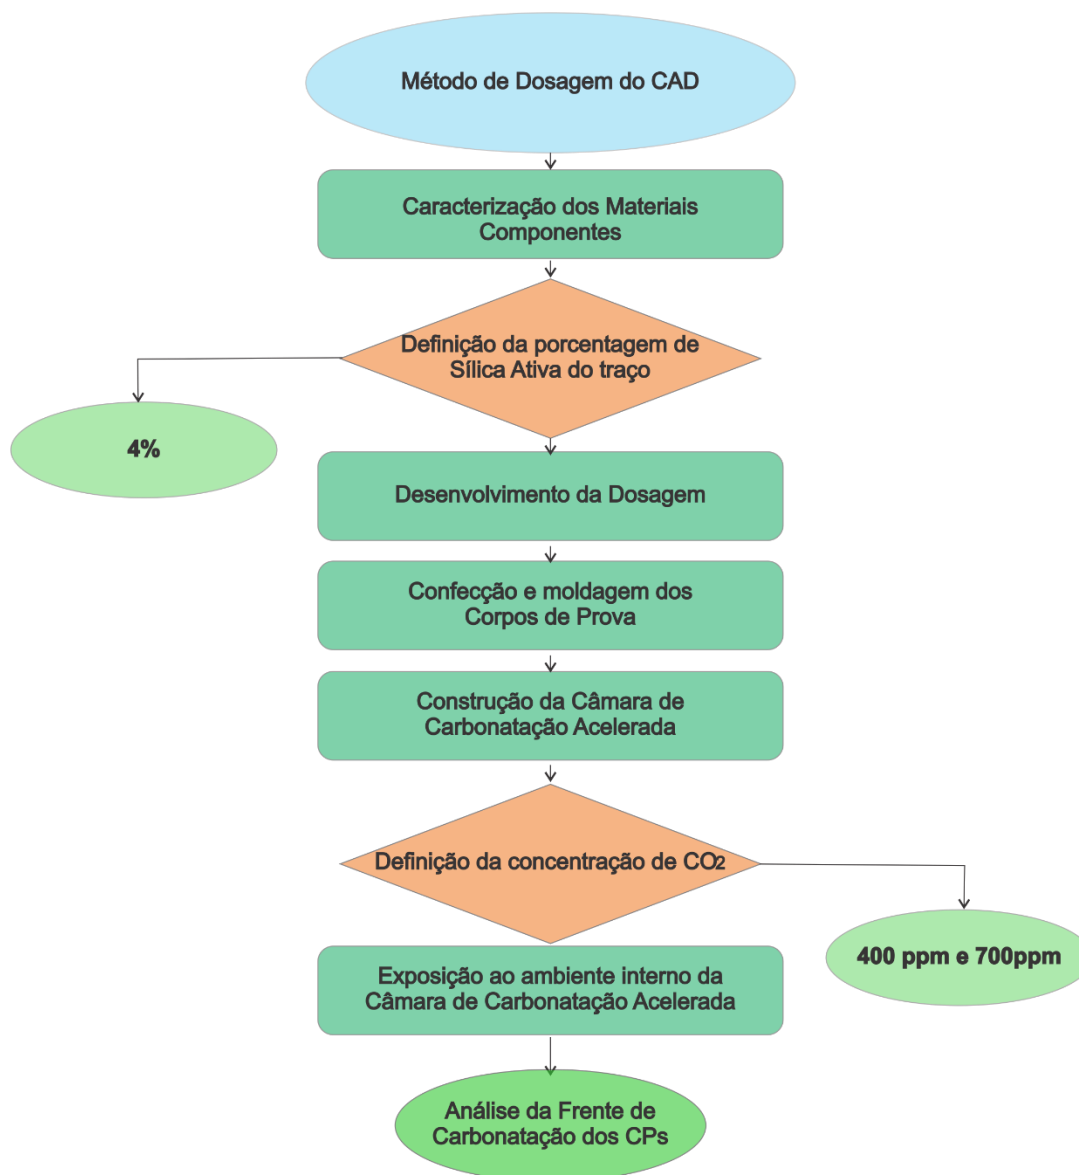 Método de Dosagem do CAD
Caracterização dos Materiais
Componentes
Definição da porcentagem de
Sílica Ativa do traço
4%
Desenvolvimento da Dosagem
Confecção e moldagem dos
Corpos de Prova
Construção da Câmara de
Carbonatação Acelerada
Definição da concentração de CO2
400 ppm e 700ppm
Exposição ao ambiente interno da
Câmara de Carbonatação Acelerada
Análise da Frente de
Carbonatação dos CPs